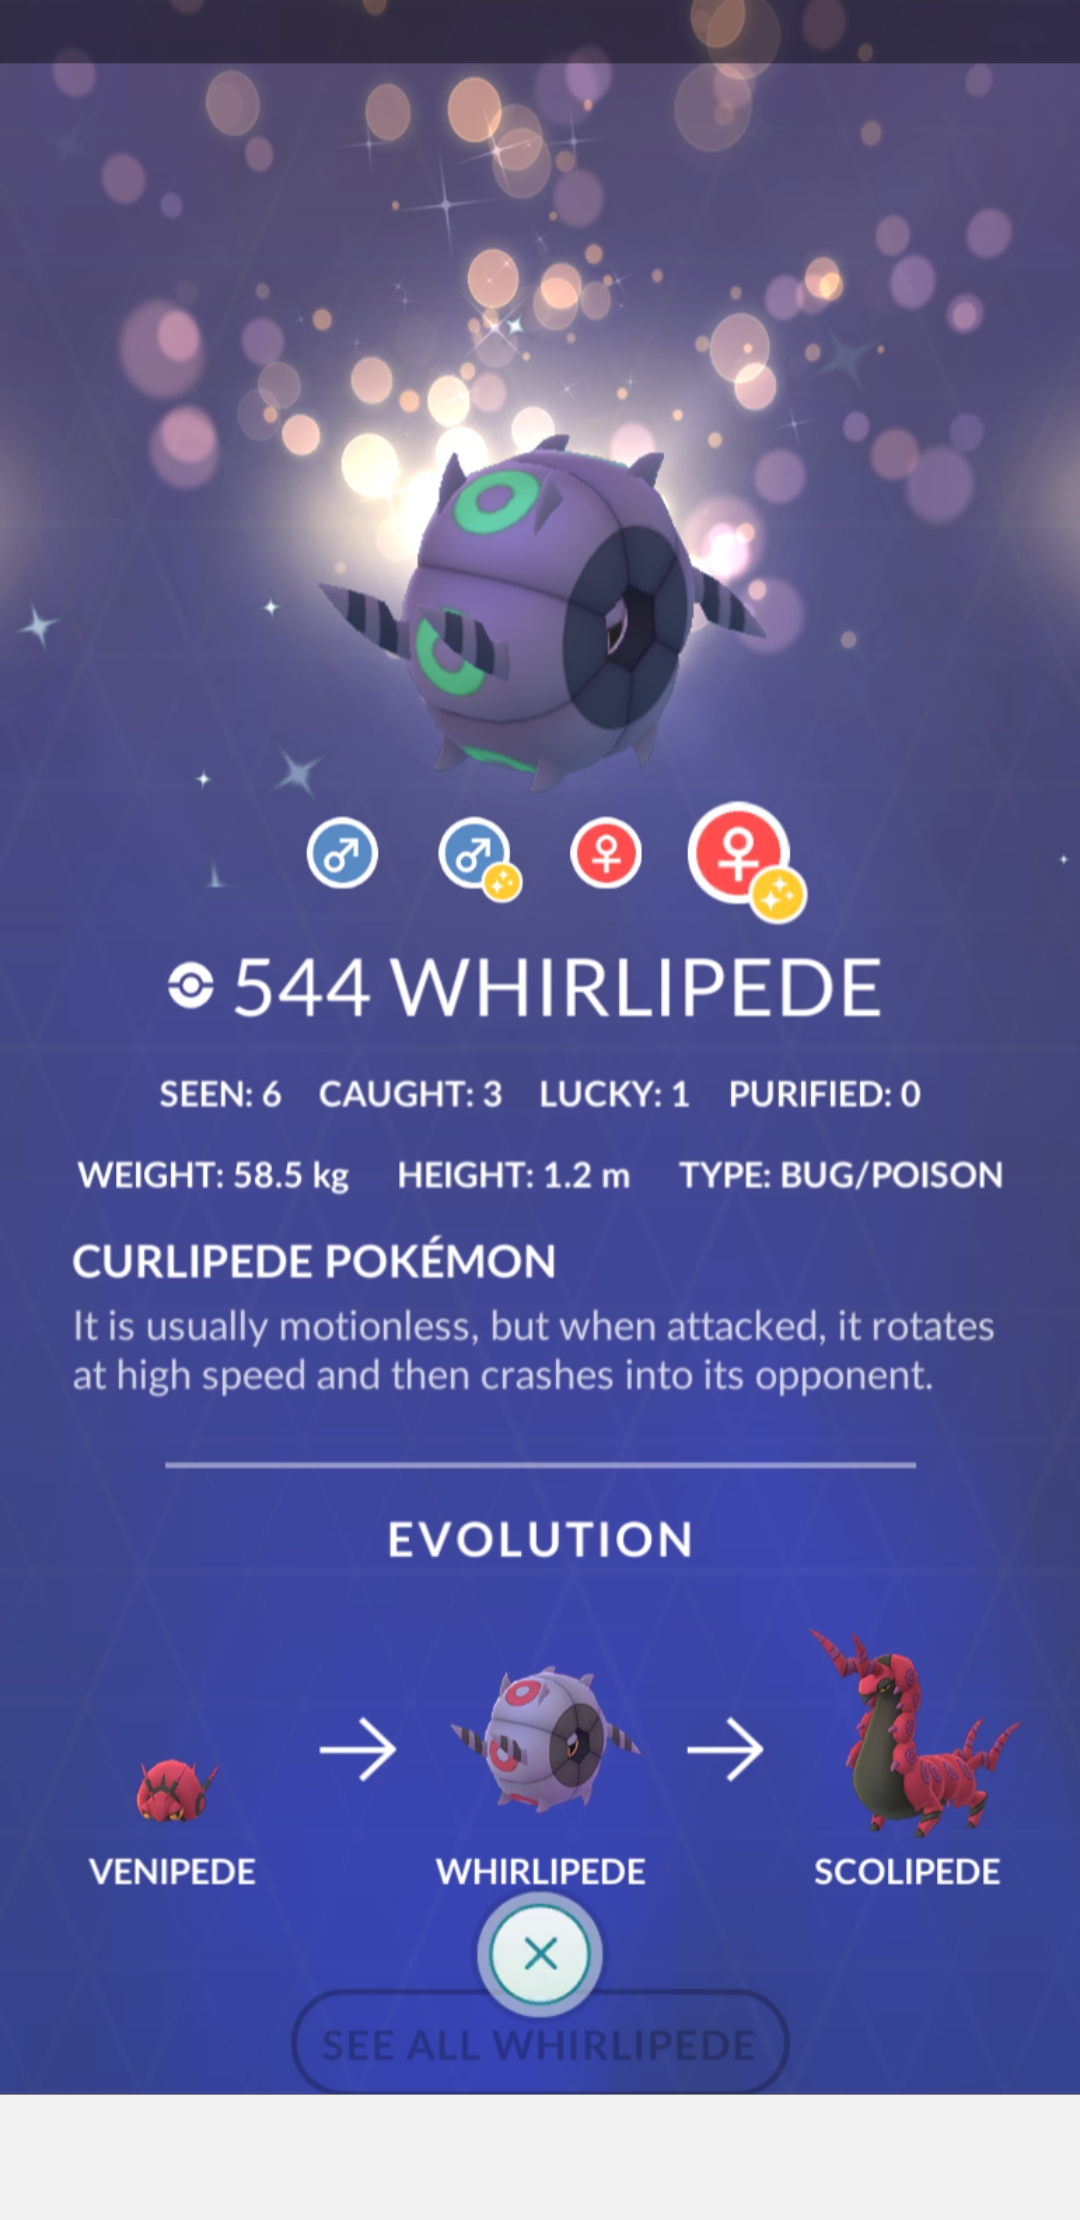 544 WHIRLIPEDE
SEEN: 6 CAUGHT: 3 LUCKY: 1 PURIFIED: 0
WEIGHT: 58.5 kg HEIGHT: 1.2 m TYPE: BUG/POISON
CURLIPEDE POKÉMON
It is usually motionless, but when attacked, it rotates
at high speed and then crashes into its opponent.
EVOLUTION
VENIPEDE WHIRLIPEDE SCOLIPEDE
SEE ALL WHIRLIPEDE